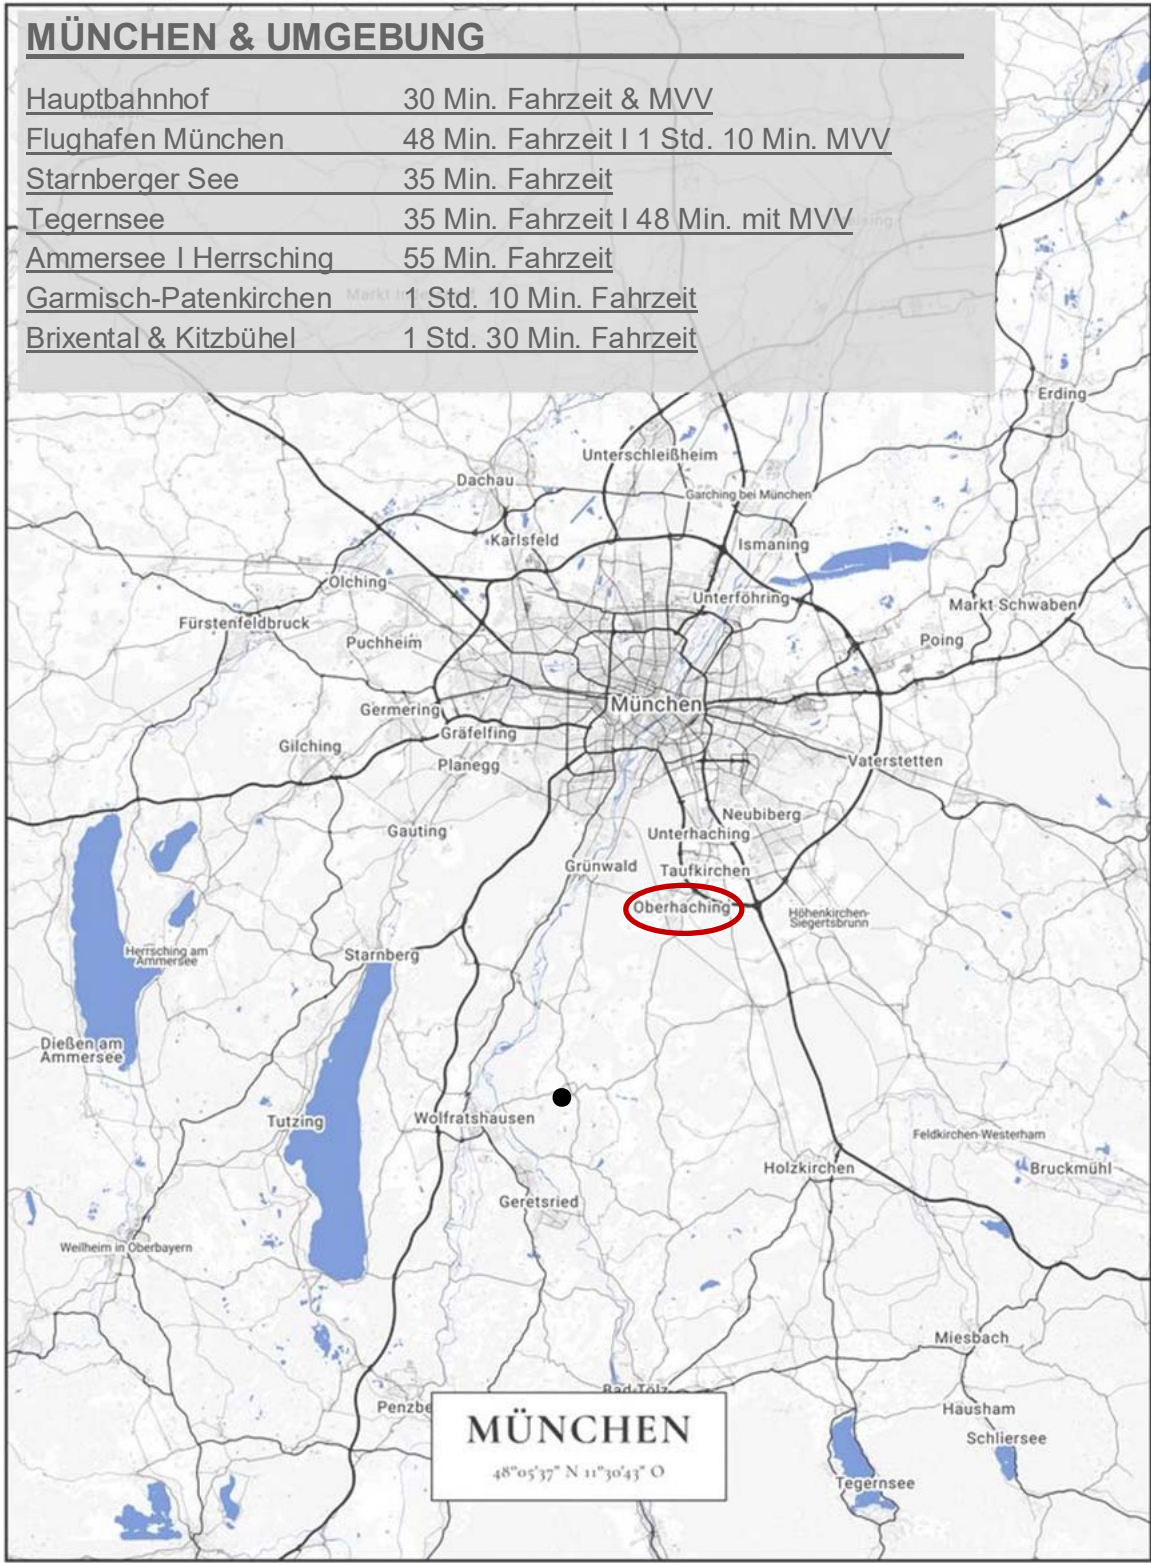 MÜNCHEN & UMGEBUNG
Hauptbahnhof 30 Min. Fahrzeit & MVV
Flughafen München 48 Min. Fahrzeit I 1 Std. 10 Min. MVV
Starnberger See 35 Min. Fahrzeit
Tegernsee 35 Min. Fahrzeit I 48 Min. mit MVV
Ammersee I Herrsching 55 Min. Fahrzeit
Garmisch-Patenkirchen 1 Std. 10 Min. Fahrzeit
Brixental & Kitzbühel 1 Std. 30 Min. Fahrzeit
Erding
Unterschleißheim
Dachau
Garching bei München
Karlsfeld
Ismaning
Olching
Unterföhring
Markt Schwaben
Fürstenfeldbruck
Puchheim
Poing
München
Germering
Gräfelfing
Gilching
Planegg
Vaterstetten
Neubiberg
Gauting
Unterhaching
Grünwald
Taufkirchen
Oberhaching
Höhenkirchen-
Siegertsbrunn
Herrsching am
Ammersee
Starnberg
Dießen am
Ammersee
Tutzing
Wolfratshausen
Feldkirchen-Westerham
Holzkirchen
Bruckmühl
Geretsried
Weilheim in Oberbayern
Miesbach
Bad Tölz
Penzbe
Hausham
Schliersee
Tegernsee
MÜNCHEN
48°05'37" N 11°30'43" O